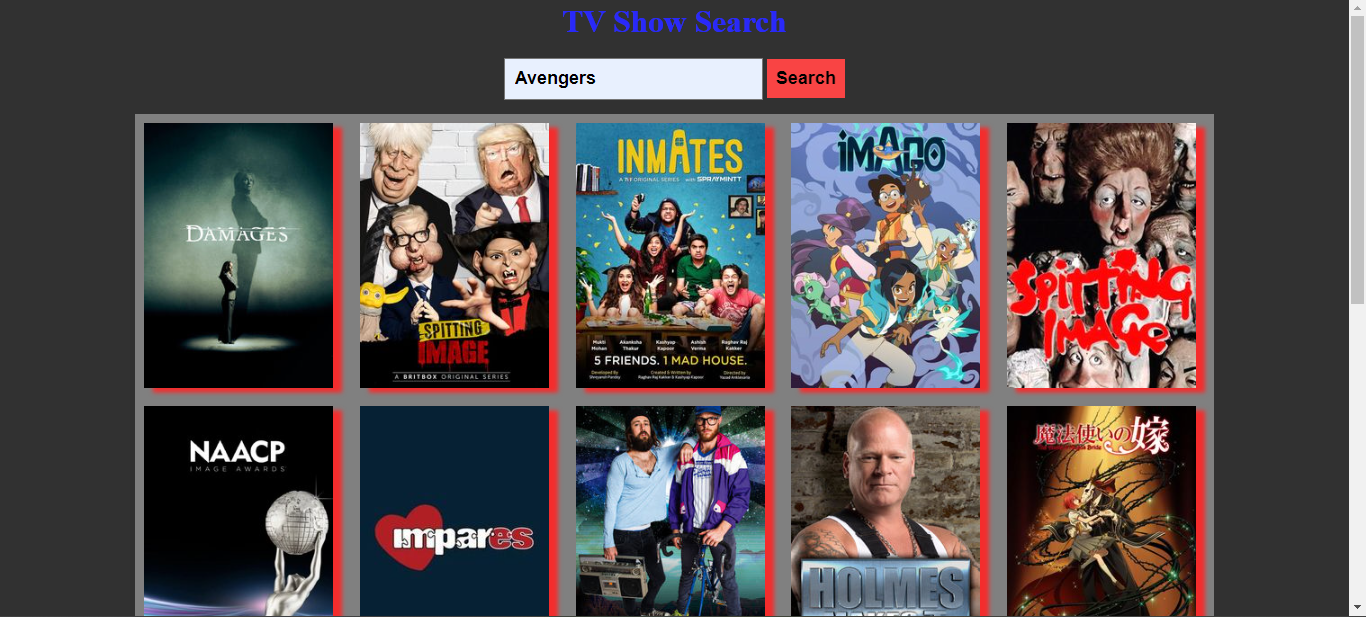 TV Show Search
Avengers
Search
DAMAGES
SPITTING
IMAGE
A BRITBOX ORIGINAL SERIES
INMATES
A TVF ORIGINAL SERIES with SPRAYMINTT
Mukti Mohan
Akanksha Thakur
Kashyap Kapoor
Ashish Verma
Raghav Raj Kakker
5 FRIENDS. 1 MAD HOUSE.
iMAGO
SPITTING
IMAGE
NAACP
IMAGE AWARDS
impares
HOLMES
魔法使いの嫁